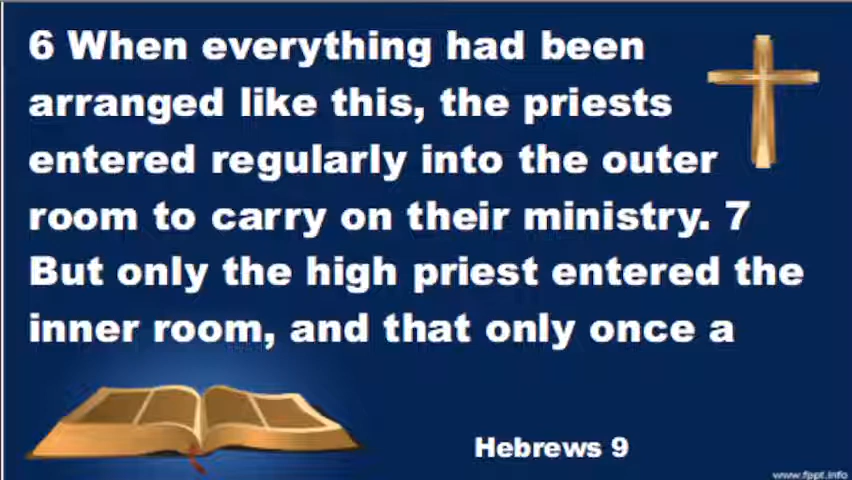 6 When everything had been
arranged like this, the priests
entered regularly into the outer
room to carry on their ministry. 7
But only the high priest entered the
inner room, and that only once a
Hebrews 9
www.fppt.info